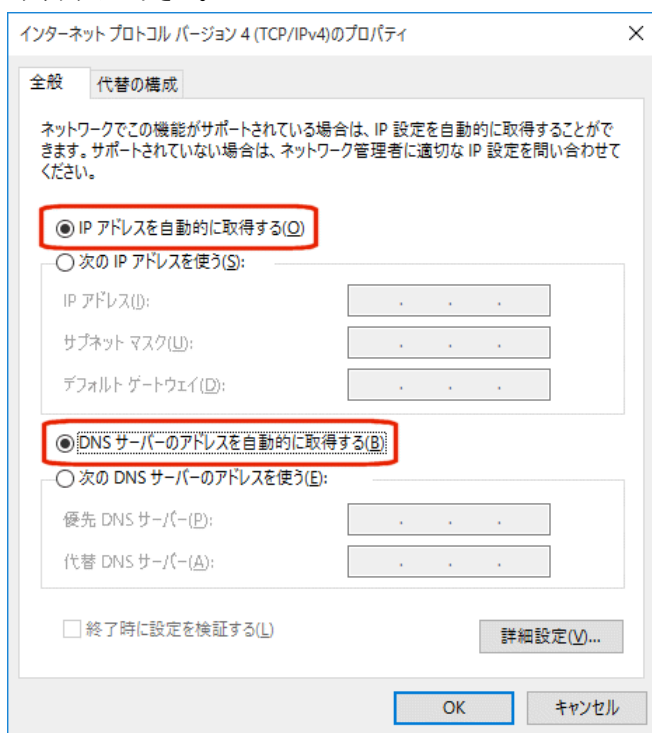 インターネット プロトコル バージョン 4 (TCP/IPv4)のプロパティ
全般
代替の構成
ネットワークでこの機能がサポートされている場合は、IP 設定を自動的に取得することがで
きます。サポートされていない場合は、ネットワーク管理者に適切な IP 設定を問い合わせて
ください。
IP アドレスを自動的に取得する(O)
次の IP アドレスを使う(S):
IP アドレス(I):
サブネット マスク(U):
デフォルト ゲートウェイ(D):
DNS サーバーのアドレスを自動的に取得する(B)
次の DNS サーバーのアドレスを使う(E):
優先 DNS サーバー(P):
代替 DNS サーバー(A):
終了時に設定を検証する(L)
詳細設定(V)...
OK
キャンセル